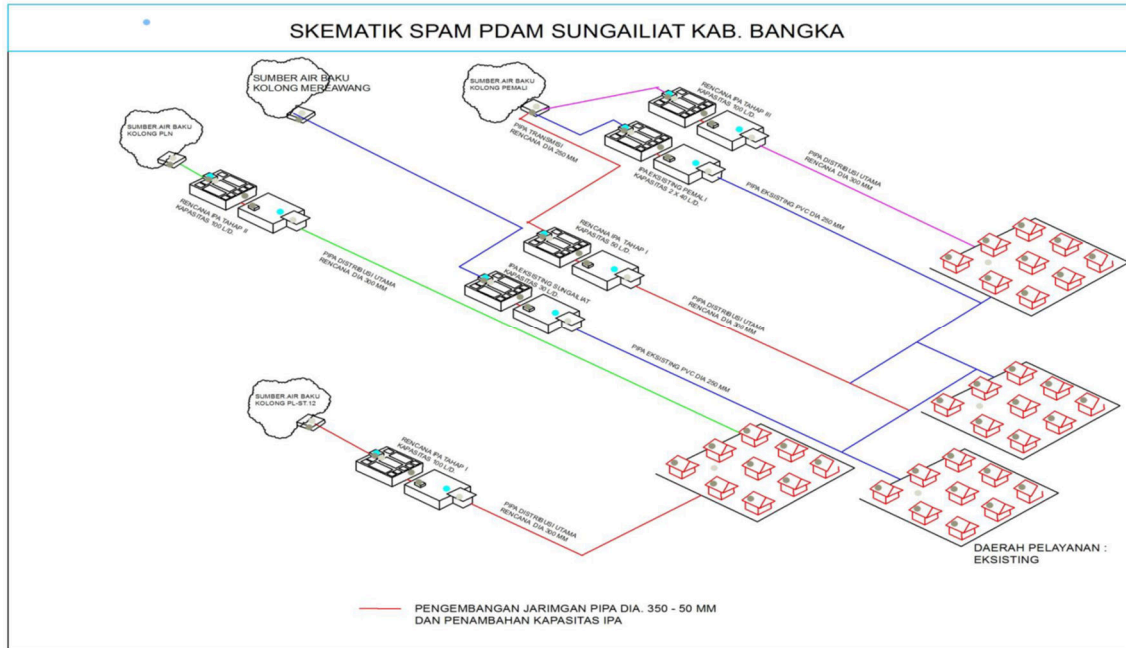 SKEMATIK SPAM PDAM SUNGAILIAT KAB. BANGKA
SUMBER AIR BAKU
KOLONG MEREAWANG
SUMBER AIR BAKU
KOLONG PEMALI
SUMBER AIR BAKU
KOLONG PLN
RENCANA IPA TAHAP III
KAPASITAS 100 L/D.
PIPA TRANSMISI
RENCANA DIA 250 MM
IPA EKSISTING PEMALI
KAPASITAS 2 X 40 L/D.
PIPA DISTRIBUSI UTAMA
RENCANA DIA 300 MM
PIPA EKSISTING PVC DIA 250 MM
RENCANA IPA TAHAP II
KAPASITAS 100 L/D.
PIPA DISTRIBUSI UTAMA
RENCANA DIA 300 MM
RENCANA IPA TAHAP I
KAPASITAS 50 L/D.
IPA EKSISTING SUNGAILIAT
KAPASITAS 30 L/D.
PIPA DISTRIBUSI UTAMA
RENCANA DIA 300 MM
PIPA EKSISTING PVC DIA 250 MM
SUMBER AIR BAKU
KOLONG PL-ST.12
RENCANA IPA TAHAP I
KAPASITAS 100 L/D.
PIPA DISTRIBUSI UTAMA
RENCANA DIA 300 MM
DAERAH PELAYANAN :
EKSISTING
PENGEMBANGAN JARIMGAN PIPA DIA. 350 - 50 MM
DAN PENAMBAHAN KAPASITAS IPA